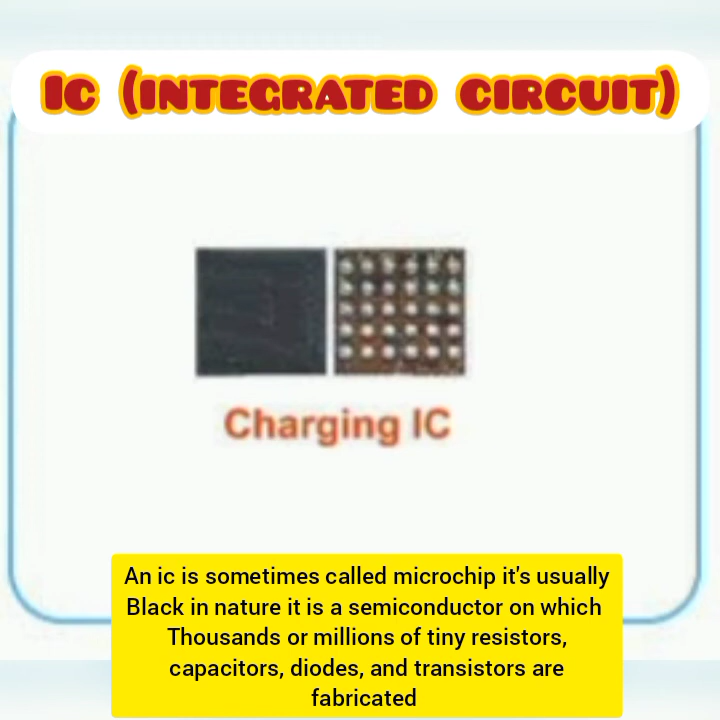 Ic (INTEGRATED CIRCUIT)
Charging IC
An ic is sometimes called microchip it's usually
Black in nature it is a semiconductor on which
Thousands or millions of tiny resistors,
capacitors, diodes, and transistors are
fabricated